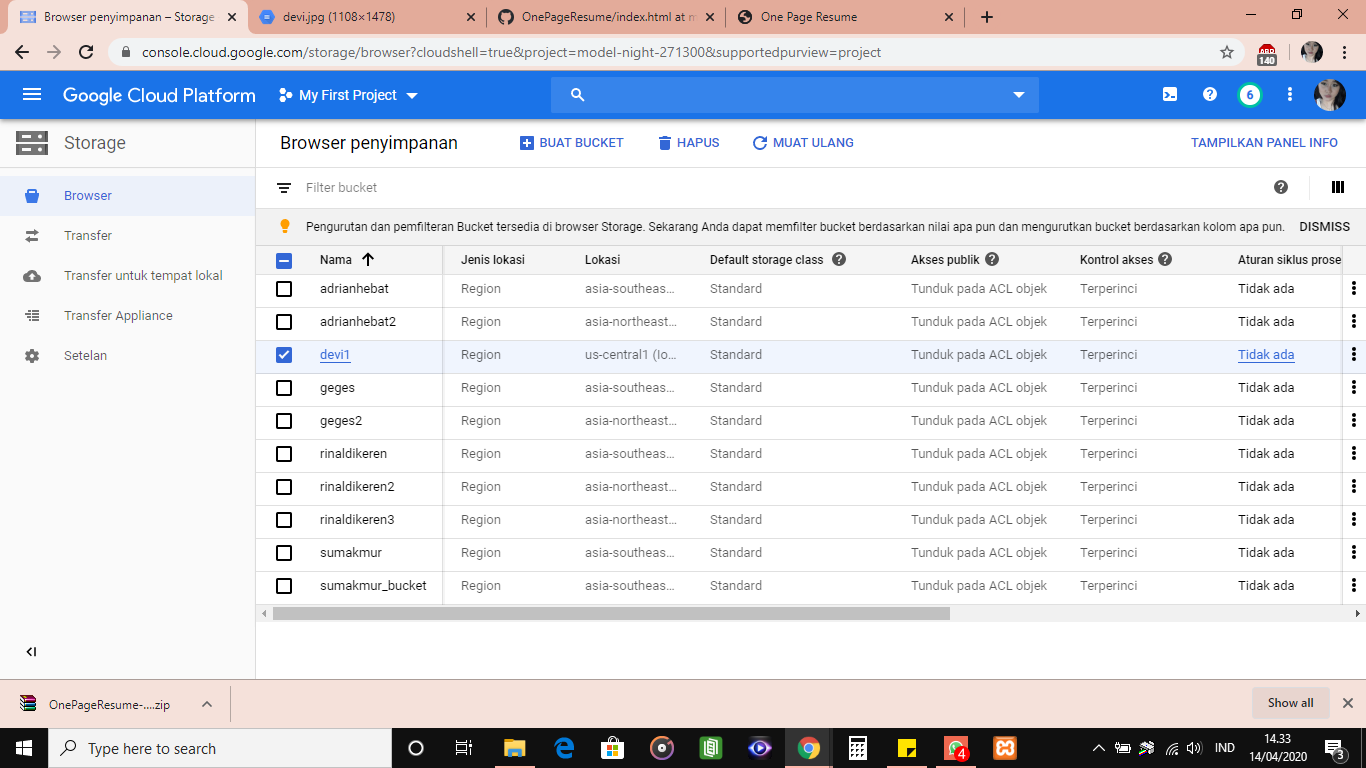 Browser penyimpanan – Storage
devi.jpg (1108×1478)
OnePageResume/index.html at m
One Page Resume
console.cloud.google.com/storage/browser?cloudshell=true&project=model-night-271300&supportedpurview=project
ABP
140
Google Cloud Platform
My First Project
6
Storage
Browser penyimpanan
BUAT BUCKET
HAPUS
MUAT ULANG
TAMPILKAN PANEL INFO
Browser
Transfer
Transfer untuk tempat lokal
Transfer Appliance
Setelan
Filter bucket
Pengurutan dan pemfilteran Bucket tersedia di browser Storage. Sekarang Anda dapat memfilter bucket berdasarkan nilai apa pun dan mengurutkan bucket berdasarkan kolom apa pun. DISMISS
Nama Jenis lokasi Lokasi Default storage class Akses publik Kontrol akses Aturan siklus prose
adrianhebat Region asia-southeas... Standard Tunduk pada ACL objek Terperinci Tidak ada
adrianhebat2 Region asia-northeast... Standard Tunduk pada ACL objek Terperinci Tidak ada
devi1 Region us-central1 (Io... Standard Tunduk pada ACL objek Terperinci Tidak ada
geges Region asia-southeas... Standard Tunduk pada ACL objek Terperinci Tidak ada
geges2 Region asia-northeast... Standard Tunduk pada ACL objek Terperinci Tidak ada
rinaldikeren Region asia-southeas... Standard Tunduk pada ACL objek Terperinci Tidak ada
rinaldikeren2 Region asia-northeast... Standard Tunduk pada ACL objek Terperinci Tidak ada
rinaldikeren3 Region asia-northeast... Standard Tunduk pada ACL objek Terperinci Tidak ada
sumakmur Region asia-southeas... Standard Tunduk pada ACL objek Terperinci Tidak ada
sumakmur_bucket Region asia-southeas... Standard Tunduk pada ACL objek Terperinci Tidak ada
OnePageResume-....zip
Show all
Type here to search
4
IND
14.33
14/04/2020
3